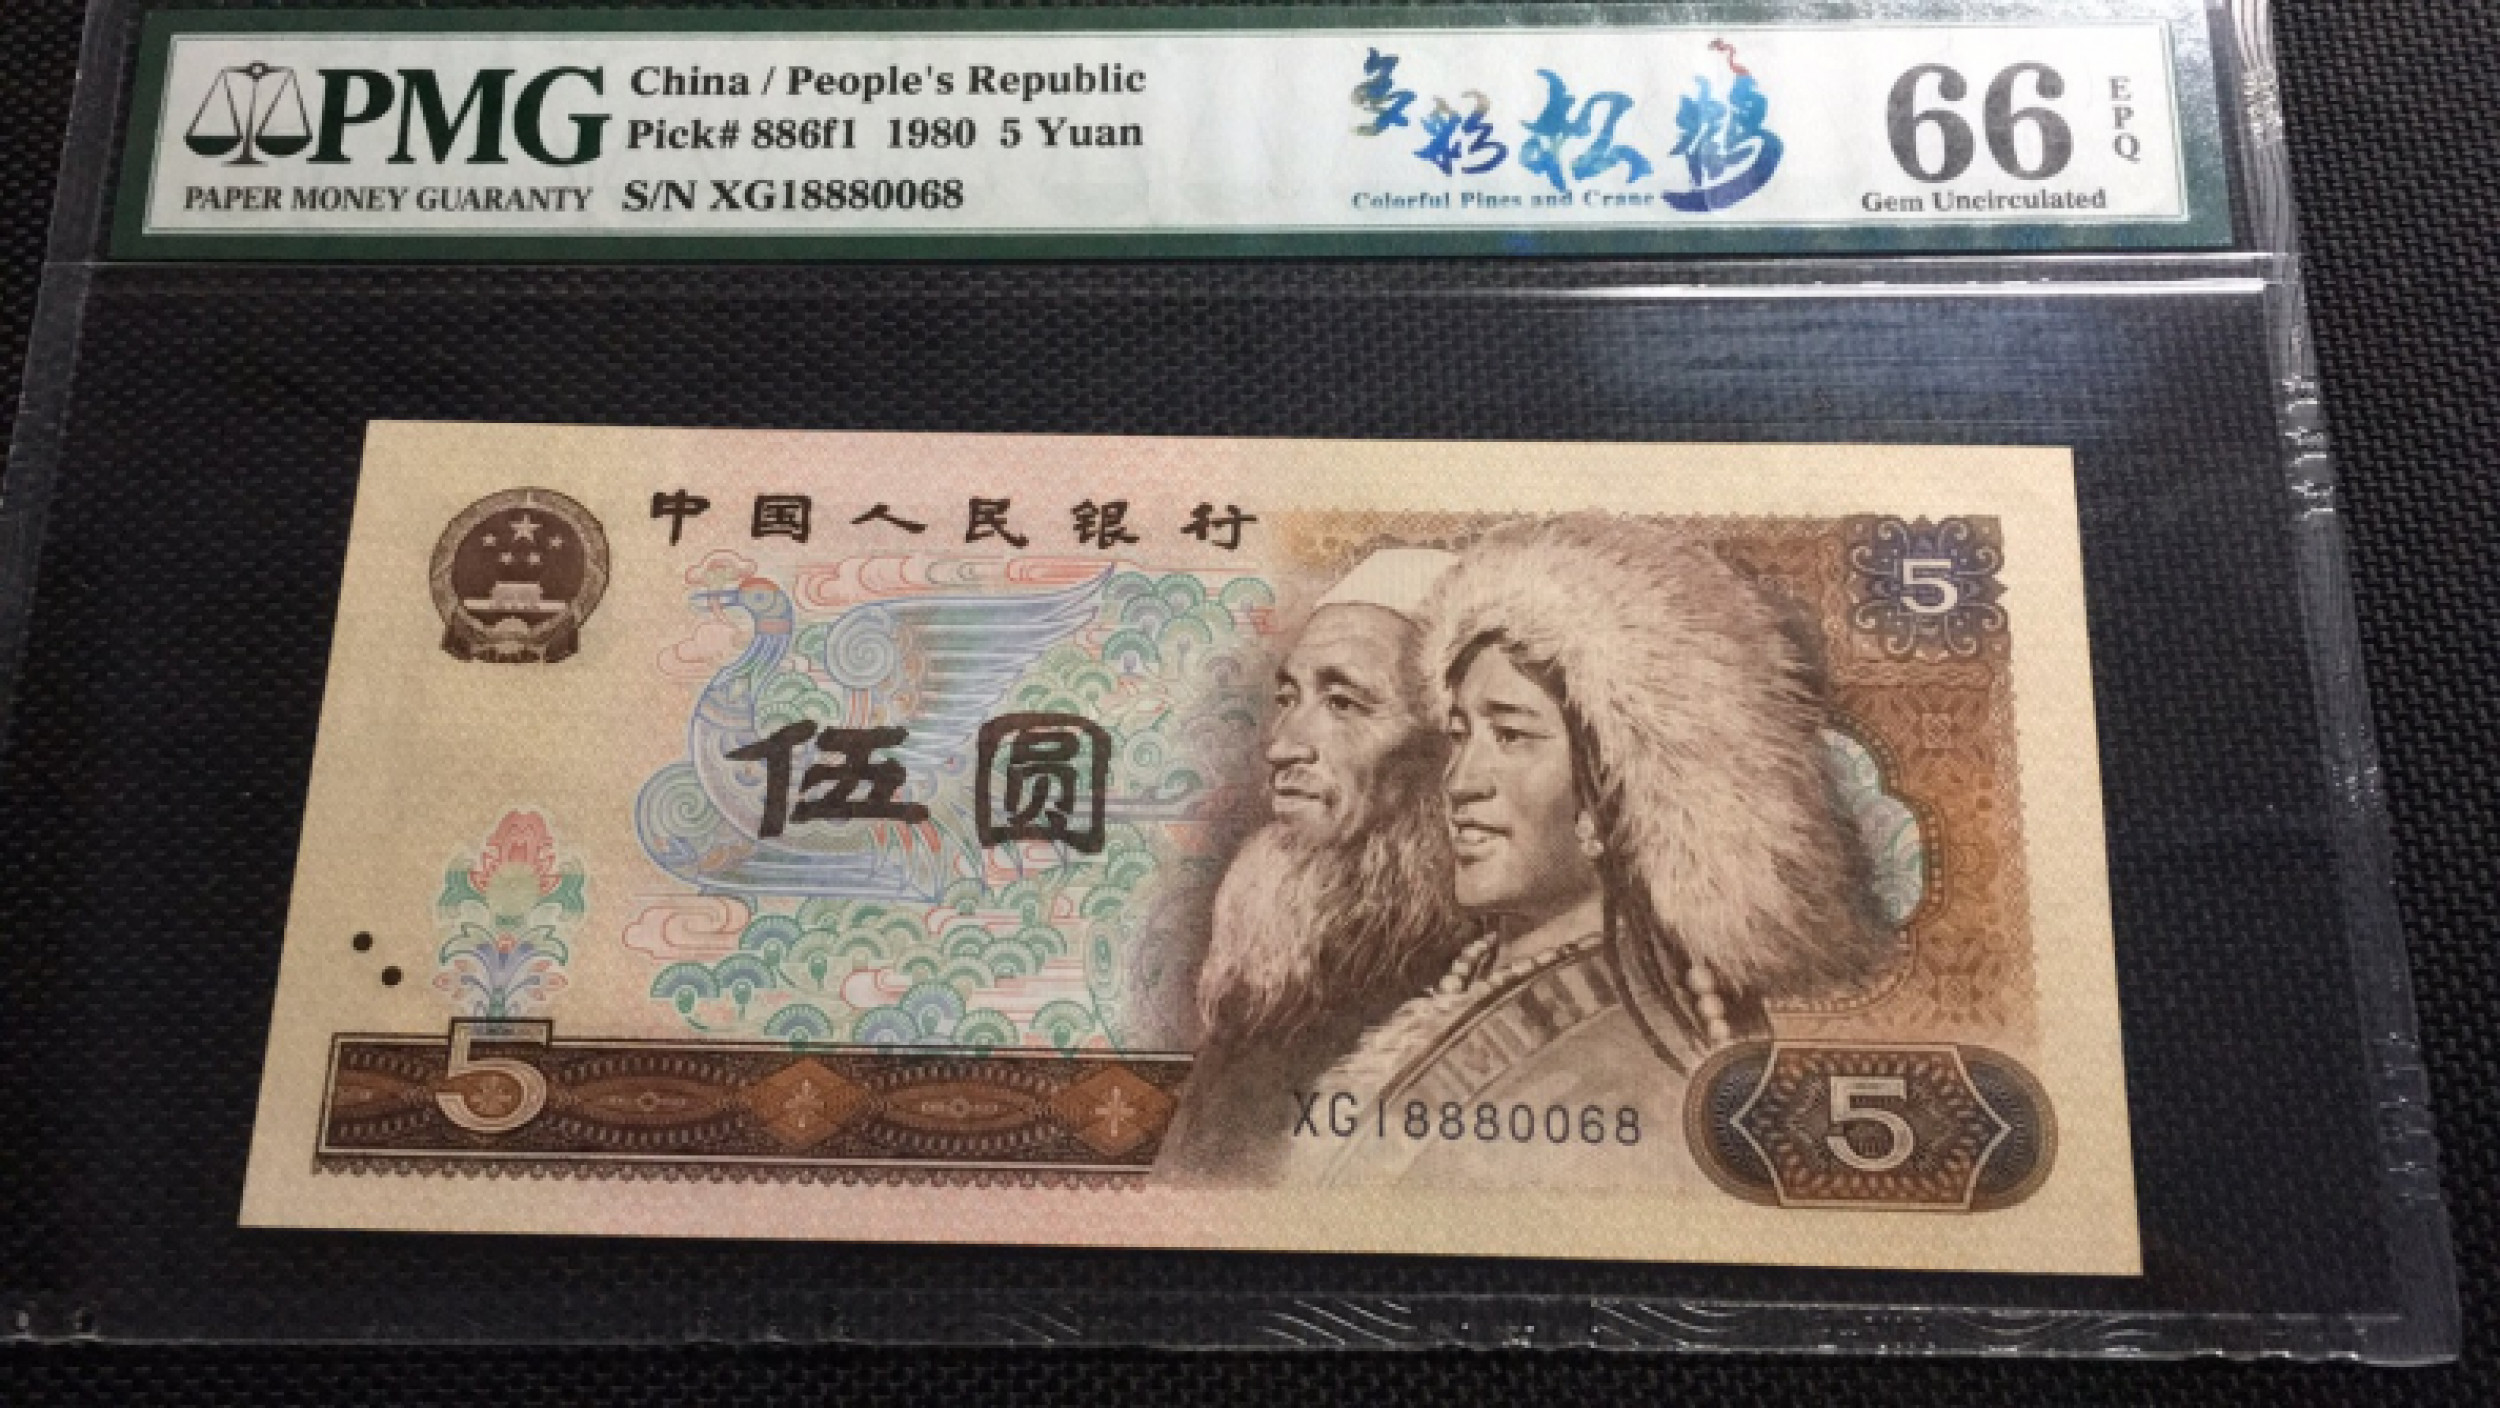 PMG
PAPER MONEY GUARANTY
China / People's Republic
Pick# 886f1 1980 5 Yuan
S/N XG18880068
多彩松鹤
Colorful Pines and Crane
66
EPQ
Gem Uncirculated
中国人民银行
5
伍圆
5
XG18880068
5